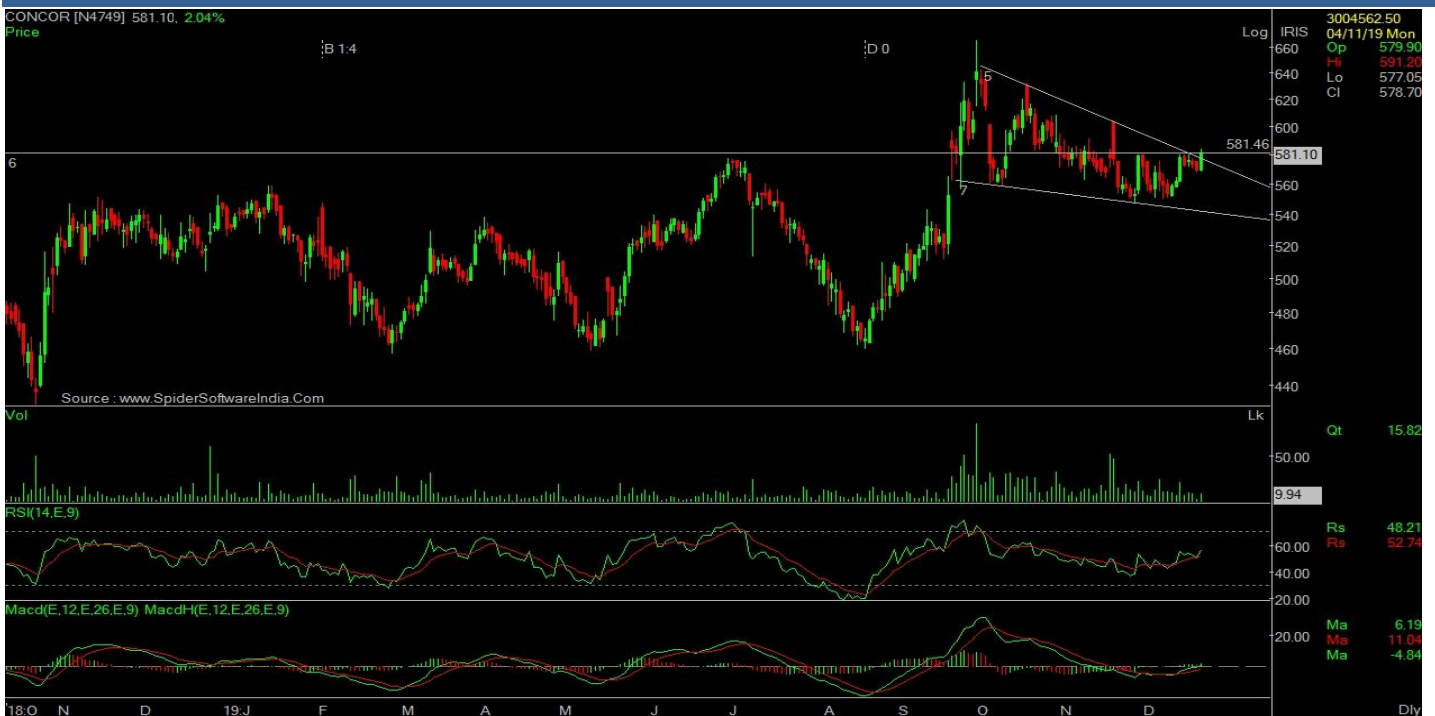 CONCOR [N4749] 581.10, 2.04%
Price
B 1:4
D 0
Log
IRIS
3004562.50
04/11/19 Mon
Op 579.90
Hi 591.20
Lo 577.05
Cl 578.70
660
640
620
600
581.46
581.10
560
540
520
500
480
460
440
5
6
7
Source : www.SpiderSoftwareIndia.Com
Vol
Lk
Qt 15.82
50.00
9.94
RSI(14,E,9)
Rs 48.21
Rs 52.74
60.00
40.00
20.00
Macd(E,12,E,26,E,9) MacdH(E,12,E,26,E,9)
Ma 6.19
Ma 11.04
Ma -4.84
20.00
'18:O N D 19:J F M A M J J A S O N D Dly